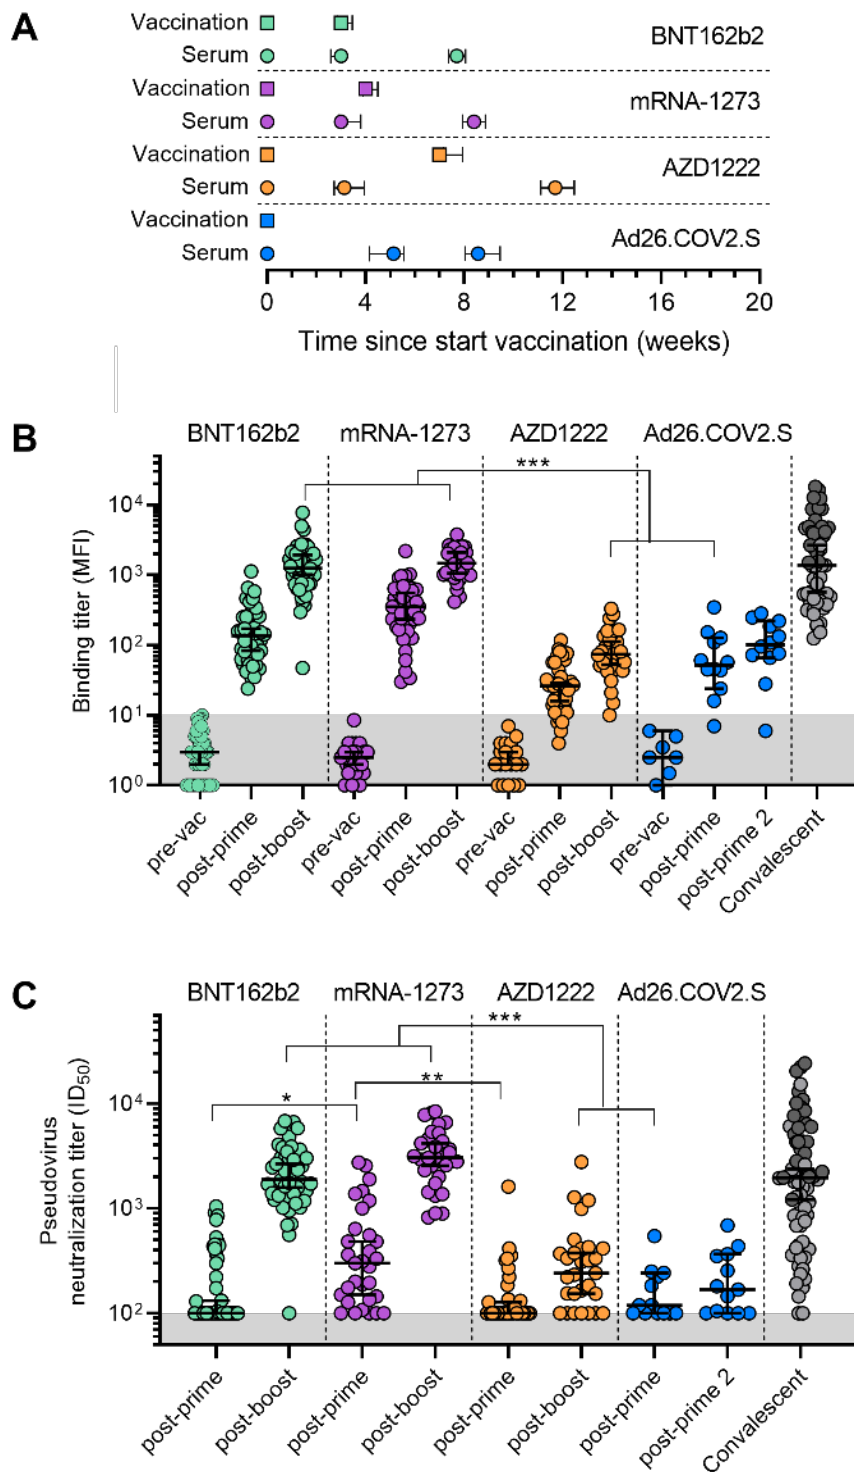 A
Vaccination
Serum
BNT162b2
Vaccination
Serum
mRNA-1273
Vaccination
Serum
AZD1222
Vaccination
Serum
Ad26.COV2.S
0 4 8 12 16 20
Time since start vaccination (weeks)
B
BNT162b2 mRNA-1273 AZD1222 Ad26.COV2.S
***
Binding titer (MFI)
10⁴
10³
10²
10¹
10⁰
pre-vac post-prime post-boost pre-vac post-prime post-boost pre-vac post-prime post-boost pre-vac post-prime post-prime 2 Convalescent
C
BNT162b2 mRNA-1273 AZD1222 Ad26.COV2.S
***
**
*
Pseudovirus
neutralization titer (ID₅₀)
10⁴
10³
10²
post-prime post-boost post-prime post-boost post-prime post-boost post-prime post-prime 2 Convalescent